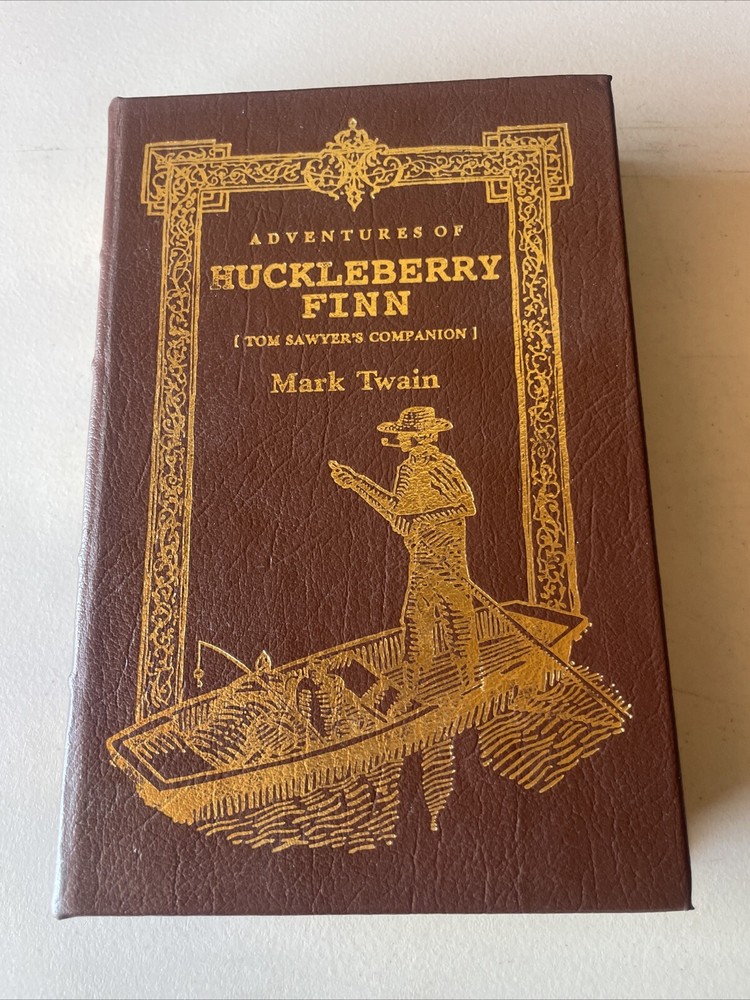 ADVENTURES OF
HUCKLEBERRY
FINN
[ TOM SAWYER'S COMPANION ]
Mark Twain